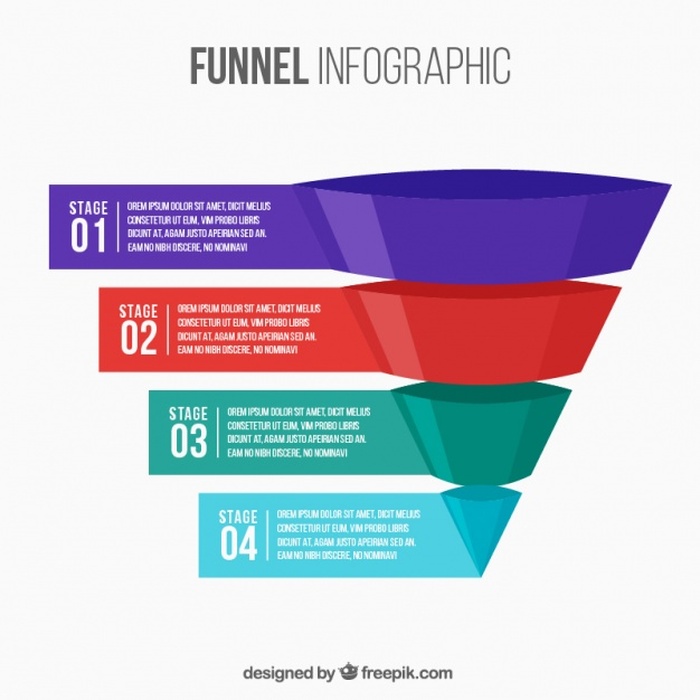 FUNNEL INFOGRAPHIC
STAGE
01
OREM IPSUM DOLOR SIT AMET, DICIT MELIUS
CONSETETUR UT EUM, VIM PROBO LIBRIS
DICUNT AT, AGAM JUSTO APEIRIAN SED AN.
EAM NO NIBH DISCERE, NO NOMINAVI
STAGE
02
OREM IPSUM DOLOR SIT AMET, DICIT MELIUS
CONSETETUR UT EUM, VIM PROBO LIBRIS
DICUNT AT, AGAM JUSTO APEIRIAN SED AN.
EAM NO NIBH DISCERE, NO NOMINAVI
STAGE
03
OREM IPSUM DOLOR SIT AMET, DICIT MELIUS
CONSETETUR UT EUM, VIM PROBO LIBRIS
DICUNT AT, AGAM JUSTO APEIRIAN SED AN.
EAM NO NIBH DISCERE, NO NOMINAVI
STAGE
04
OREM IPSUM DOLOR SIT AMET, DICIT MELIUS
CONSETETUR UT EUM, VIM PROBO LIBRIS
DICUNT AT, AGAM JUSTO APEIRIAN SED AN.
EAM NO NIBH DISCERE, NO NOMINAVI
designed by freepik.com